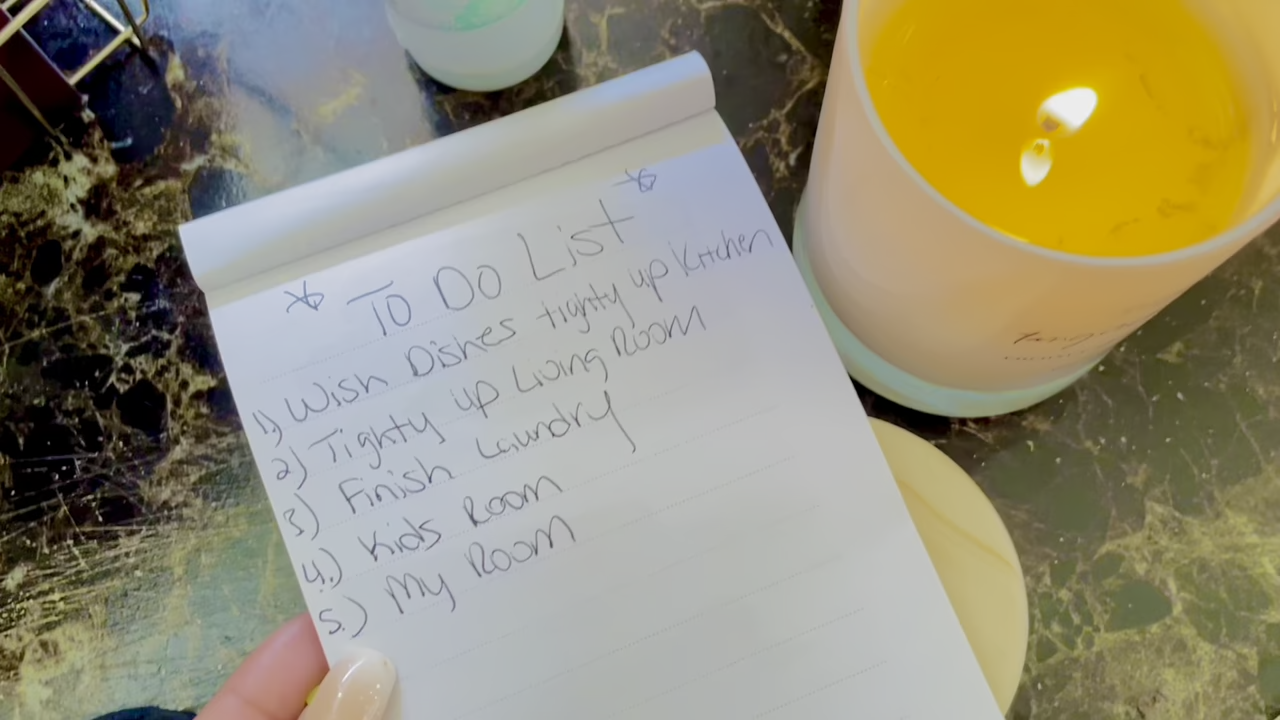 To Do List
1.) Wish Dishes tighty up Kitchen
2) Tighty up Living Room
3) Finish Laundry
4.) Kids Room
5.) My Room